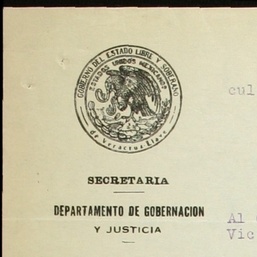 GOBIERNO DEL ESTADO LIBRE Y SOBERANO
ESTADOS UNIDOS MEXICANOS
de Veracruz Llave
cul
SECRETARIA
DEPARTAMENTO DE GOBERNACION
Y JUSTICIA
Al
Vic